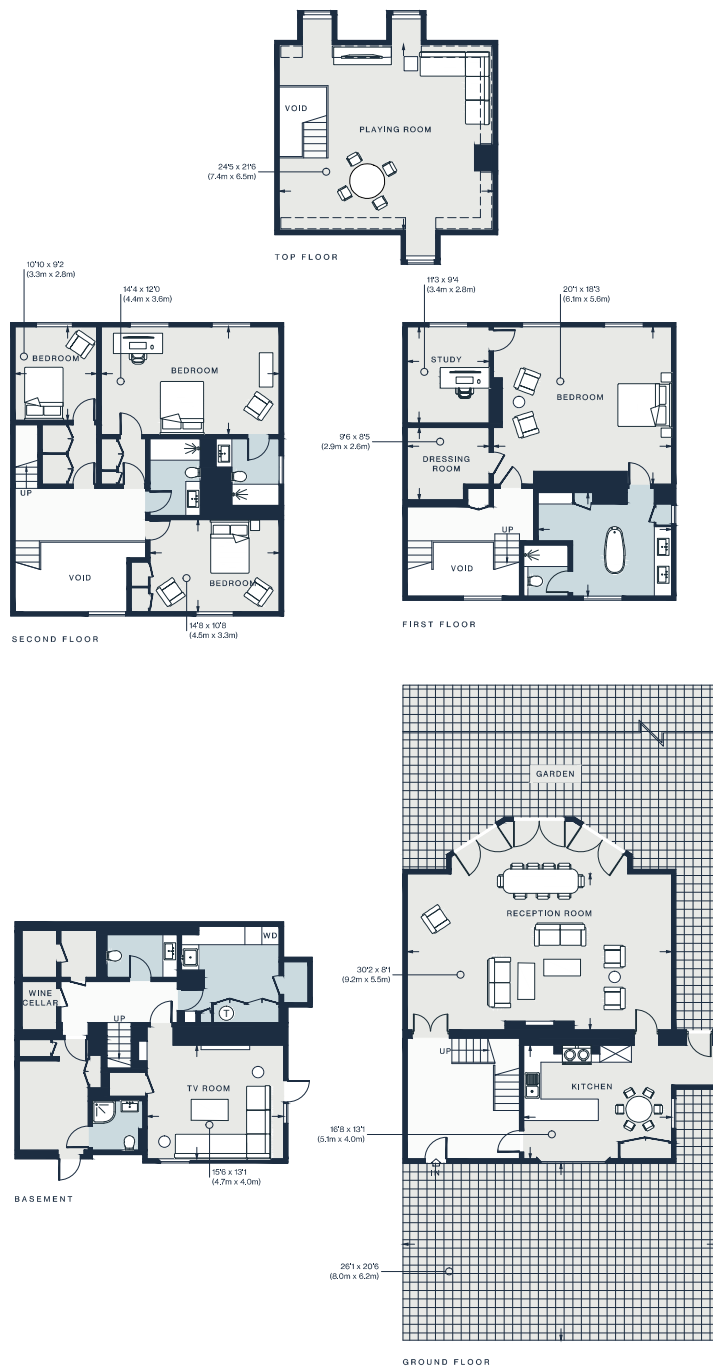 VOID
PLAYING ROOM
24'5 x 21'6
(7.4m x 6.5m)
TOP FLOOR
10'10 x 9'2
(3.3m x 2.8m)
14'4 x 12'0
(4.4m x 3.6m)
BEDROOM
BEDROOM
UP
VOID
BEDROOM
14'8 x 10'8
(4.5m x 3.3m)
SECOND FLOOR
11'3 x 9'4
(3.4m x 2.8m)
20'1 x 18'3
(6.1m x 5.6m)
STUDY
BEDROOM
9'6 x 8'5
(2.9m x 2.6m)
DRESSING
ROOM
UP
VOID
FIRST FLOOR
GARDEN
RECEPTION ROOM
30'2 x 8'1
(9.2m x 5.5m)
UP
KITCHEN
16'8 x 13'1
(5.1m x 4.0m)
IN
26'1 x 20'6
(8.0m x 6.2m)
GROUND FLOOR
WD
WINE
CELLAR
UP
T
TV ROOM
15'6 x 13'1
(4.7m x 4.0m)
BASEMENT